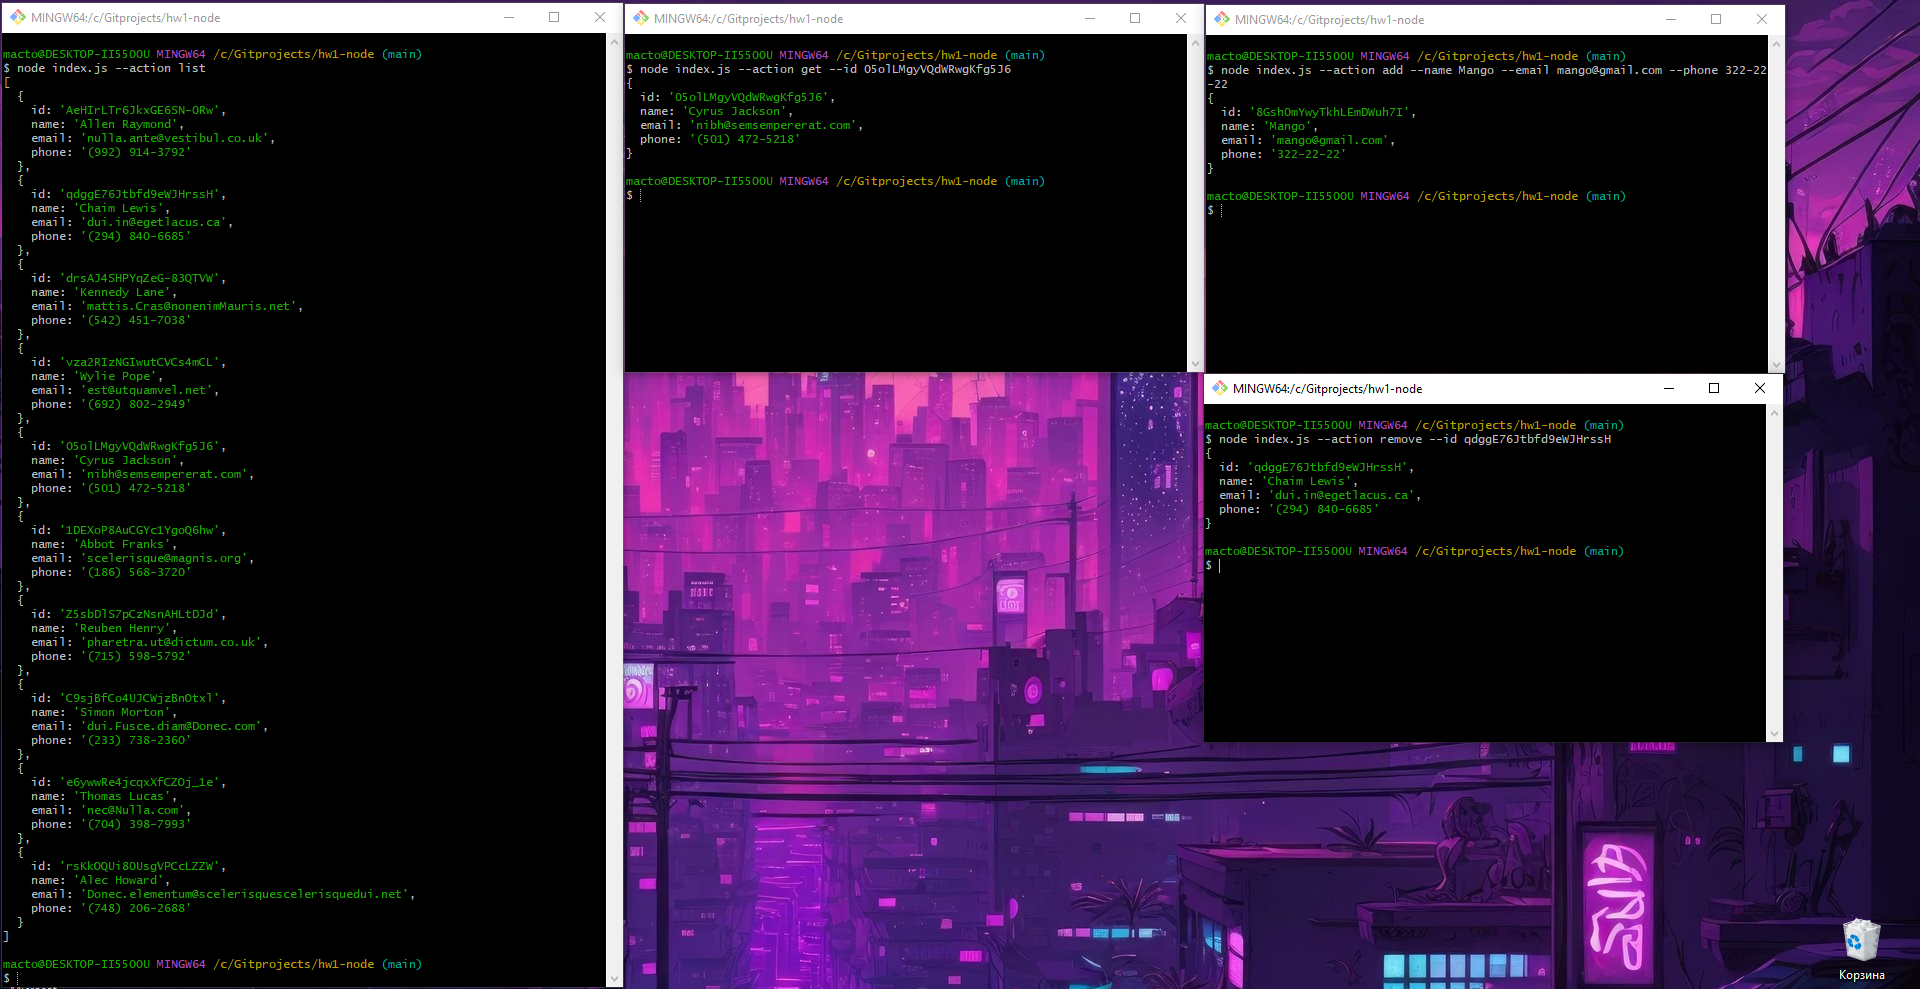 MINGW64:/c/Gitprojects/hw1-node
macto@DESKTOP-II55OOU MINGW64 /c/Gitprojects/hw1-node (main)
$ node index.js --action list
[
  {
    id: 'AeHIrLTr6JkxGE6SN-0Rw',
    name: 'Allen Raymond',
    email: 'nulla.ante@vestibul.co.uk',
    phone: '(992) 914-3792'
  },
  {
    id: 'qdggE76Jtbfd9eWJHrssH',
    name: 'Chaim Lewis',
    email: 'dui.in@egetlacus.ca',
    phone: '(294) 840-6685'
  },
  {
    id: 'drsAJ4SHPYqZeG-83QTVW',
    name: 'Kennedy Lane',
    email: 'mattis.Cras@nonenimMauris.net',
    phone: '(542) 451-7038'
  },
  {
    id: 'vza2RIzNGIwutCVCs4mCL',
    name: 'Wylie Pope',
    email: 'est@utquamvel.net',
    phone: '(692) 802-2949'
  },
  {
    id: '05olLMgyVQdWRwgKfg5J6',
    name: 'Cyrus Jackson',
    email: 'nibh@semsempererat.com',
    phone: '(501) 472-5218'
  },
  {
    id: '1DEXoP8AuCGYc1YgoQ6hw',
    name: 'Abbot Franks',
    email: 'scelerisque@magnis.org',
    phone: '(186) 568-3720'
  },
  {
    id: 'Z5sbDlS7pCzNsnAHLtDJd',
    name: 'Reuben Henry',
    email: 'pharetra.ut@dictum.co.uk',
    phone: '(715) 598-5792'
  },
  {
    id: 'C9sjBfCo4UJCWjzBnOtxl',
    name: 'Simon Morton',
    email: 'dui.Fusce.diam@Donec.com',
    phone: '(233) 738-2360'
  },
  {
    id: 'e6ywwRe4jcqxXfCZOj_1e',
    name: 'Thomas Lucas',
    email: 'nec@Nulla.com',
    phone: '(704) 398-7993'
  },
  {
    id: 'rsKkOQUi80UsgVPCcLZZW',
    name: 'Alec Howard',
    email: 'Donec.elementum@scelerisquescelerisquedui.net',
    phone: '(748) 206-2688'
  }
]
macto@DESKTOP-II55OOU MINGW64 /c/Gitprojects/hw1-node (main)
$
MINGW64:/c/Gitprojects/hw1-node
macto@DESKTOP-II55OOU MINGW64 /c/Gitprojects/hw1-node (main)
$ node index.js --action get --id 05olLMgyVQdWRwgKfg5J6
{
  id: '05olLMgyVQdWRwgKfg5J6',
  name: 'Cyrus Jackson',
  email: 'nibh@semsempererat.com',
  phone: '(501) 472-5218'
}
macto@DESKTOP-II55OOU MINGW64 /c/Gitprojects/hw1-node (main)
$
MINGW64:/c/Gitprojects/hw1-node
macto@DESKTOP-II55OOU MINGW64 /c/Gitprojects/hw1-node (main)
$ node index.js --action add --name Mango --email mango@gmail.com --phone 322-22
-22
{
  id: '8GshOmYwyTkhLEmDWuh7I',
  name: 'Mango',
  email: 'mango@gmail.com',
  phone: '322-22-22'
}
macto@DESKTOP-II55OOU MINGW64 /c/Gitprojects/hw1-node (main)
$
MINGW64:/c/Gitprojects/hw1-node
macto@DESKTOP-II55OOU MINGW64 /c/Gitprojects/hw1-node (main)
$ node index.js --action remove --id qdggE76Jtbfd9eWJHrssH
{
  id: 'qdggE76Jtbfd9eWJHrssH',
  name: 'Chaim Lewis',
  email: 'dui.in@egetlacus.ca',
  phone: '(294) 840-6685'
}
macto@DESKTOP-II55OOU MINGW64 /c/Gitprojects/hw1-node (main)
$
Корзина